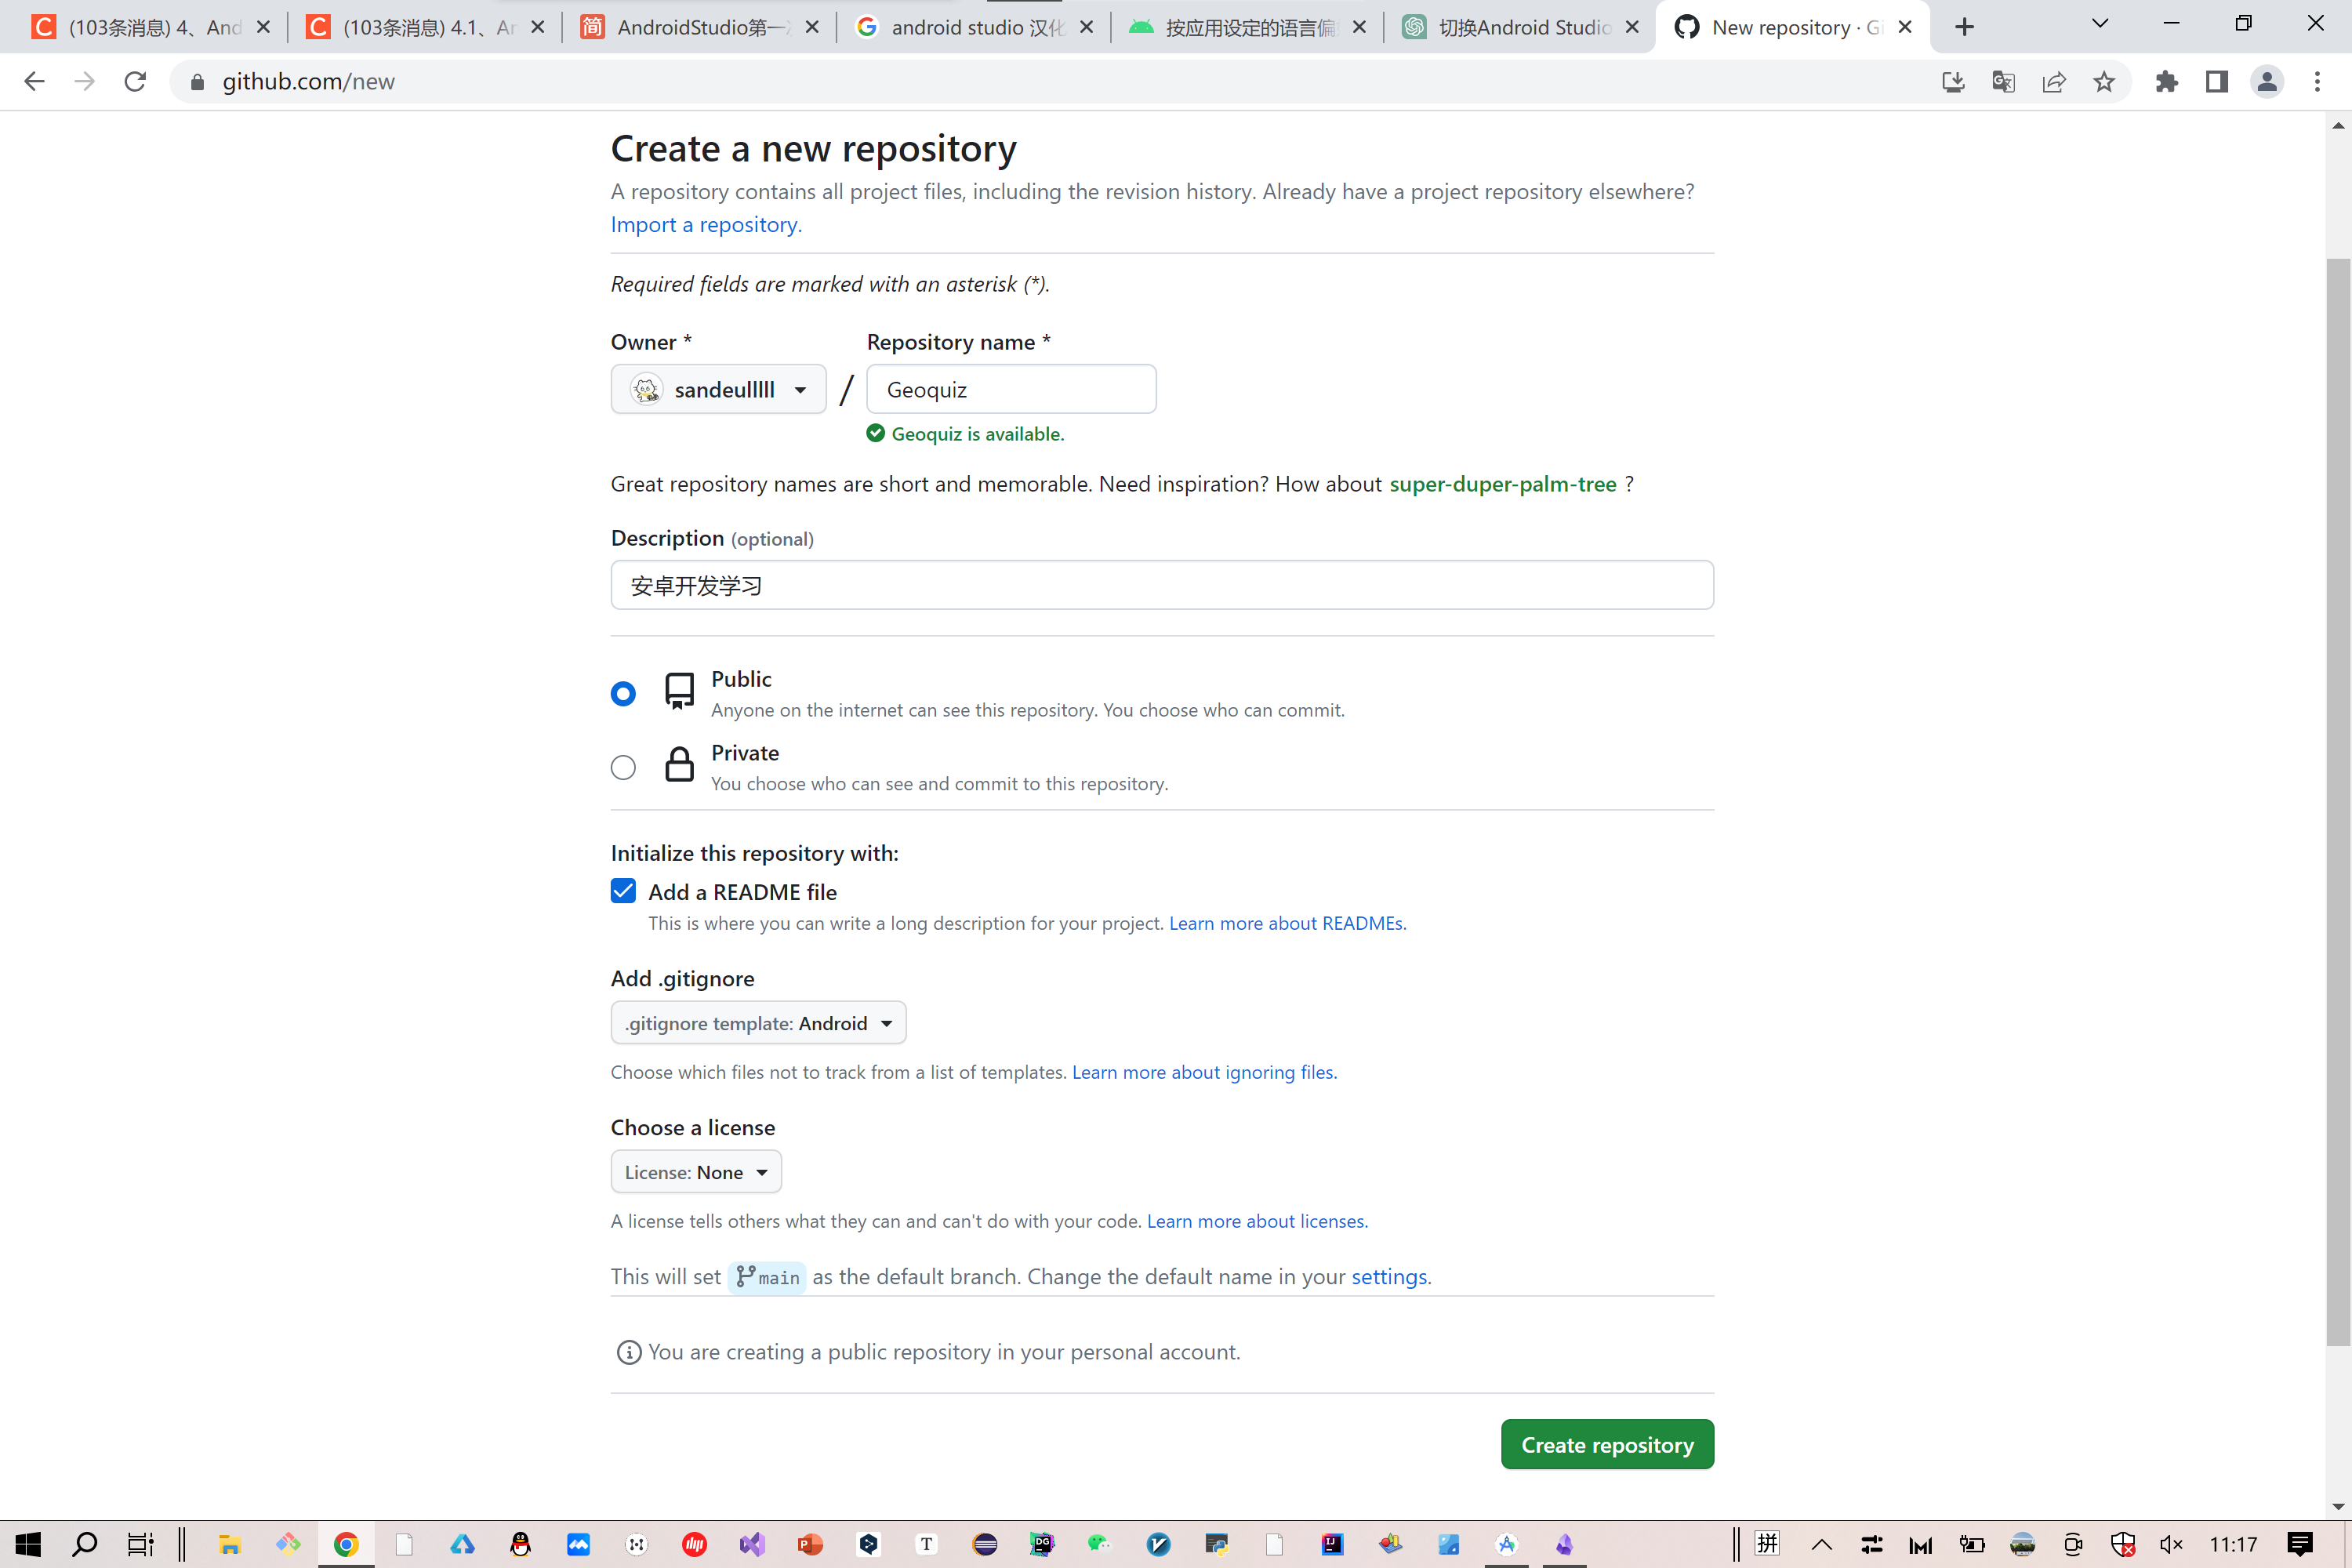 (103条消息) 4、And
(103条消息) 4.1、Ar
AndroidStudio第一
android studio 汉化
按应用设定的语言偏
切换Android Studio
New repository · Gi
github.com/new
Create a new repository
A repository contains all project files, including the revision history. Already have a project repository elsewhere?
Import a repository.
Required fields are marked with an asterisk (*).
Owner *
Repository name *
sandeulllll
/
Geoquiz
Geoquiz is available.
Great repository names are short and memorable. Need inspiration? How about super-duper-palm-tree ?
Description (optional)
安卓开发学习
Public
Anyone on the internet can see this repository. You choose who can commit.
Private
You choose who can see and commit to this repository.
Initialize this repository with:
Add a README file
This is where you can write a long description for your project. Learn more about READMEs.
Add .gitignore
.gitignore template: Android
Choose which files not to track from a list of templates. Learn more about ignoring files.
Choose a license
License: None
A license tells others what they can and can't do with your code. Learn more about licenses.
This will set main as the default branch. Change the default name in your settings.
You are creating a public repository in your personal account.
Create repository
拼
11:17